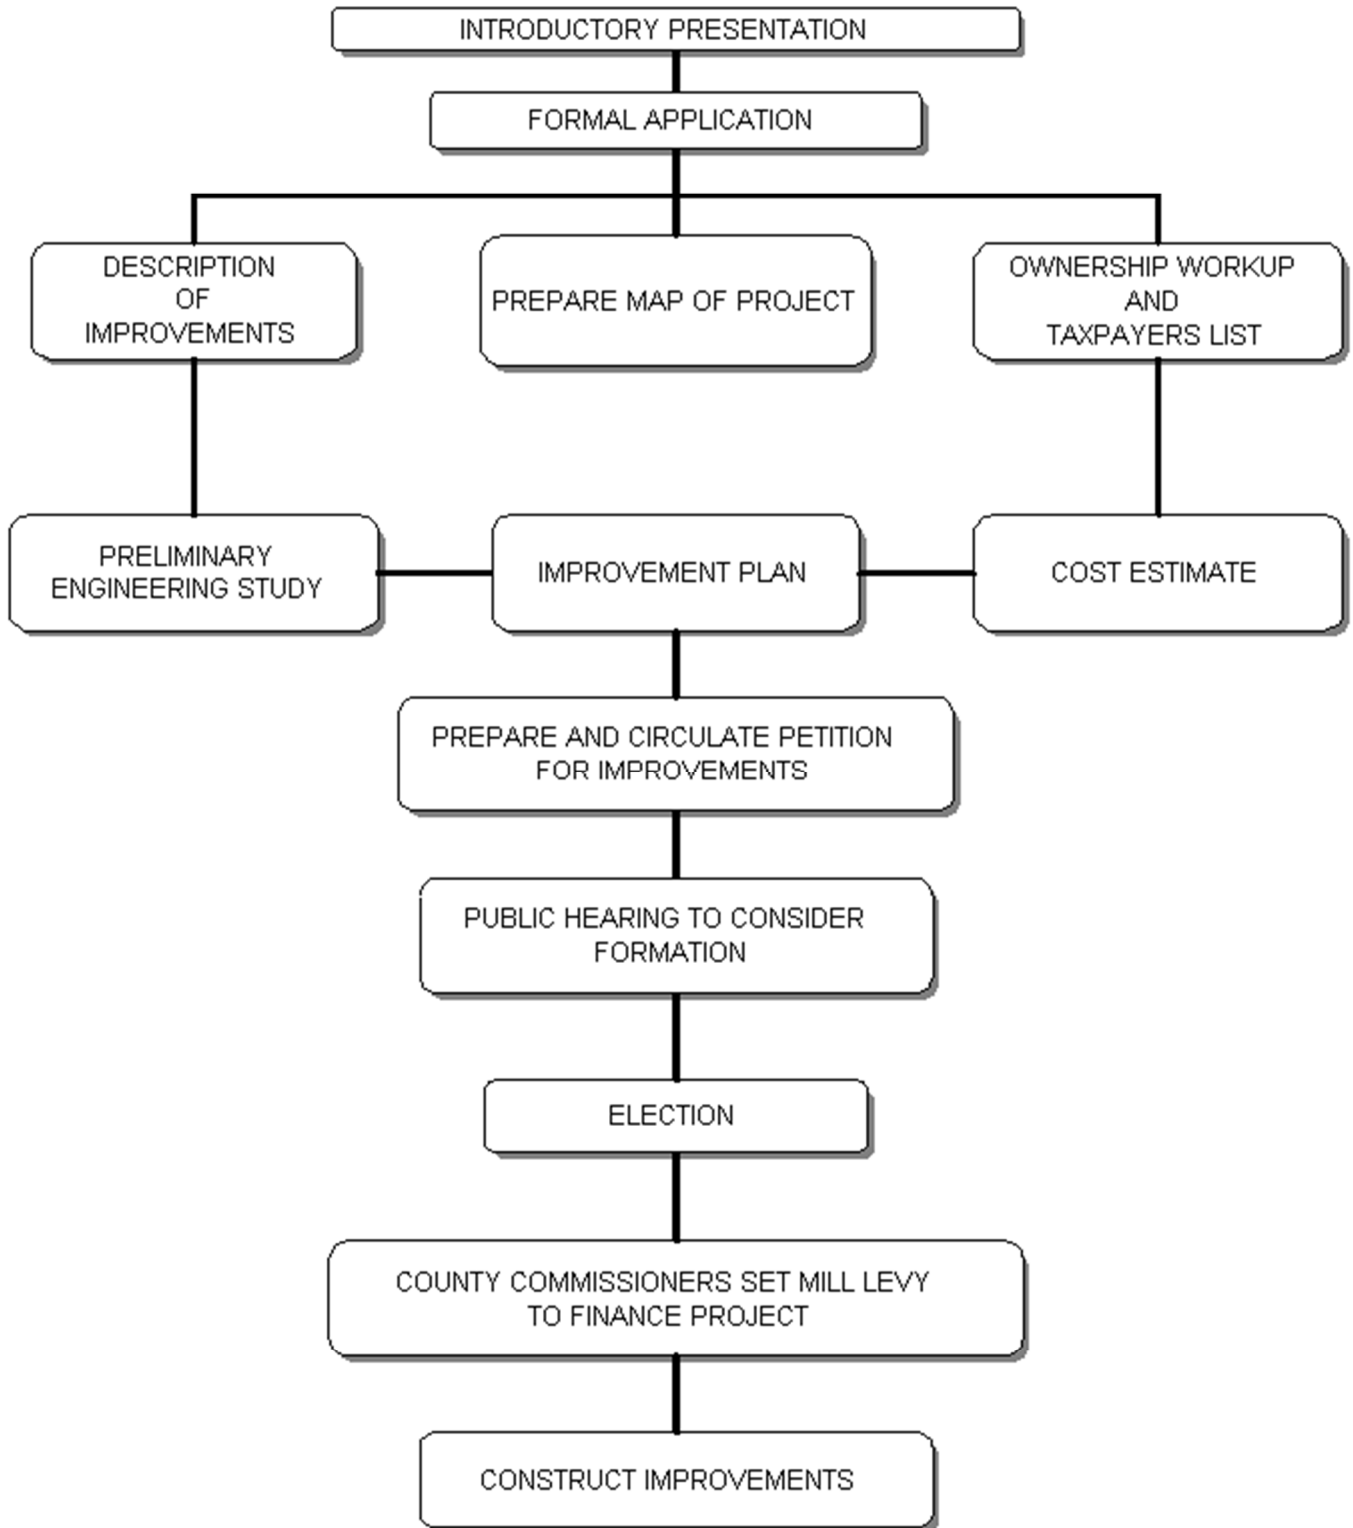 INTRODUCTORY PRESENTATION
FORMAL APPLICATION
DESCRIPTION
OF
IMPROVEMENTS
PREPARE MAP OF PROJECT
OWNERSHIP WORKUP
AND
TAXPAYERS LIST
PRELIMINARY
ENGINEERING STUDY
IMPROVEMENT PLAN
COST ESTIMATE
PREPARE AND CIRCULATE PETITION
FOR IMPROVEMENTS
PUBLIC HEARING TO CONSIDER
FORMATION
ELECTION
COUNTY COMMISSIONERS SET MILL LEVY
TO FINANCE PROJECT
CONSTRUCT IMPROVEMENTS